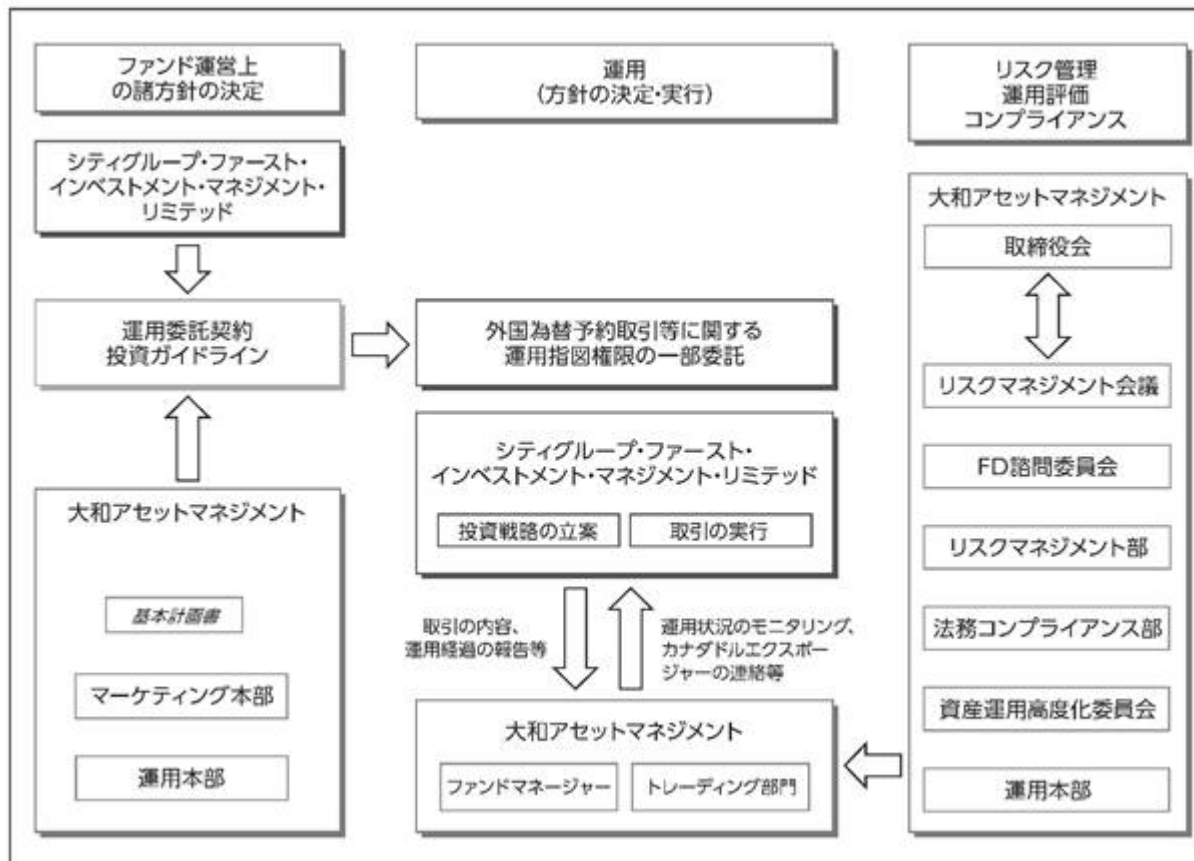 ファンド運営上
の諸方針の決定
シティグループ・ファースト・
インベストメント・マネジメント・
リミテッド
運用委託契約
投資ガイドライン
大和アセットマネジメント
基本計画書
マーケティング本部
運用本部
運用
(方針の決定・実行)
外国為替予約取引等に関する
運用指図権限の一部委託
シティグループ・ファースト・
インベストメント・マネジメント・リミテッド
投資戦略の立案
取引の実行
取引の内容、
運用経過の報告等
運用状況のモニタリング、
カナダドルエクスポー
ジャーの連絡等
大和アセットマネジメント
ファンドマネージャー
トレーディング部門
リスク管理
運用評価
コンプライアンス
大和アセットマネジメント
取締役会
リスクマネジメント会議
FD諮問委員会
リスクマネジメント部
法務コンプライアンス部
資産運用高度化委員会
運用本部